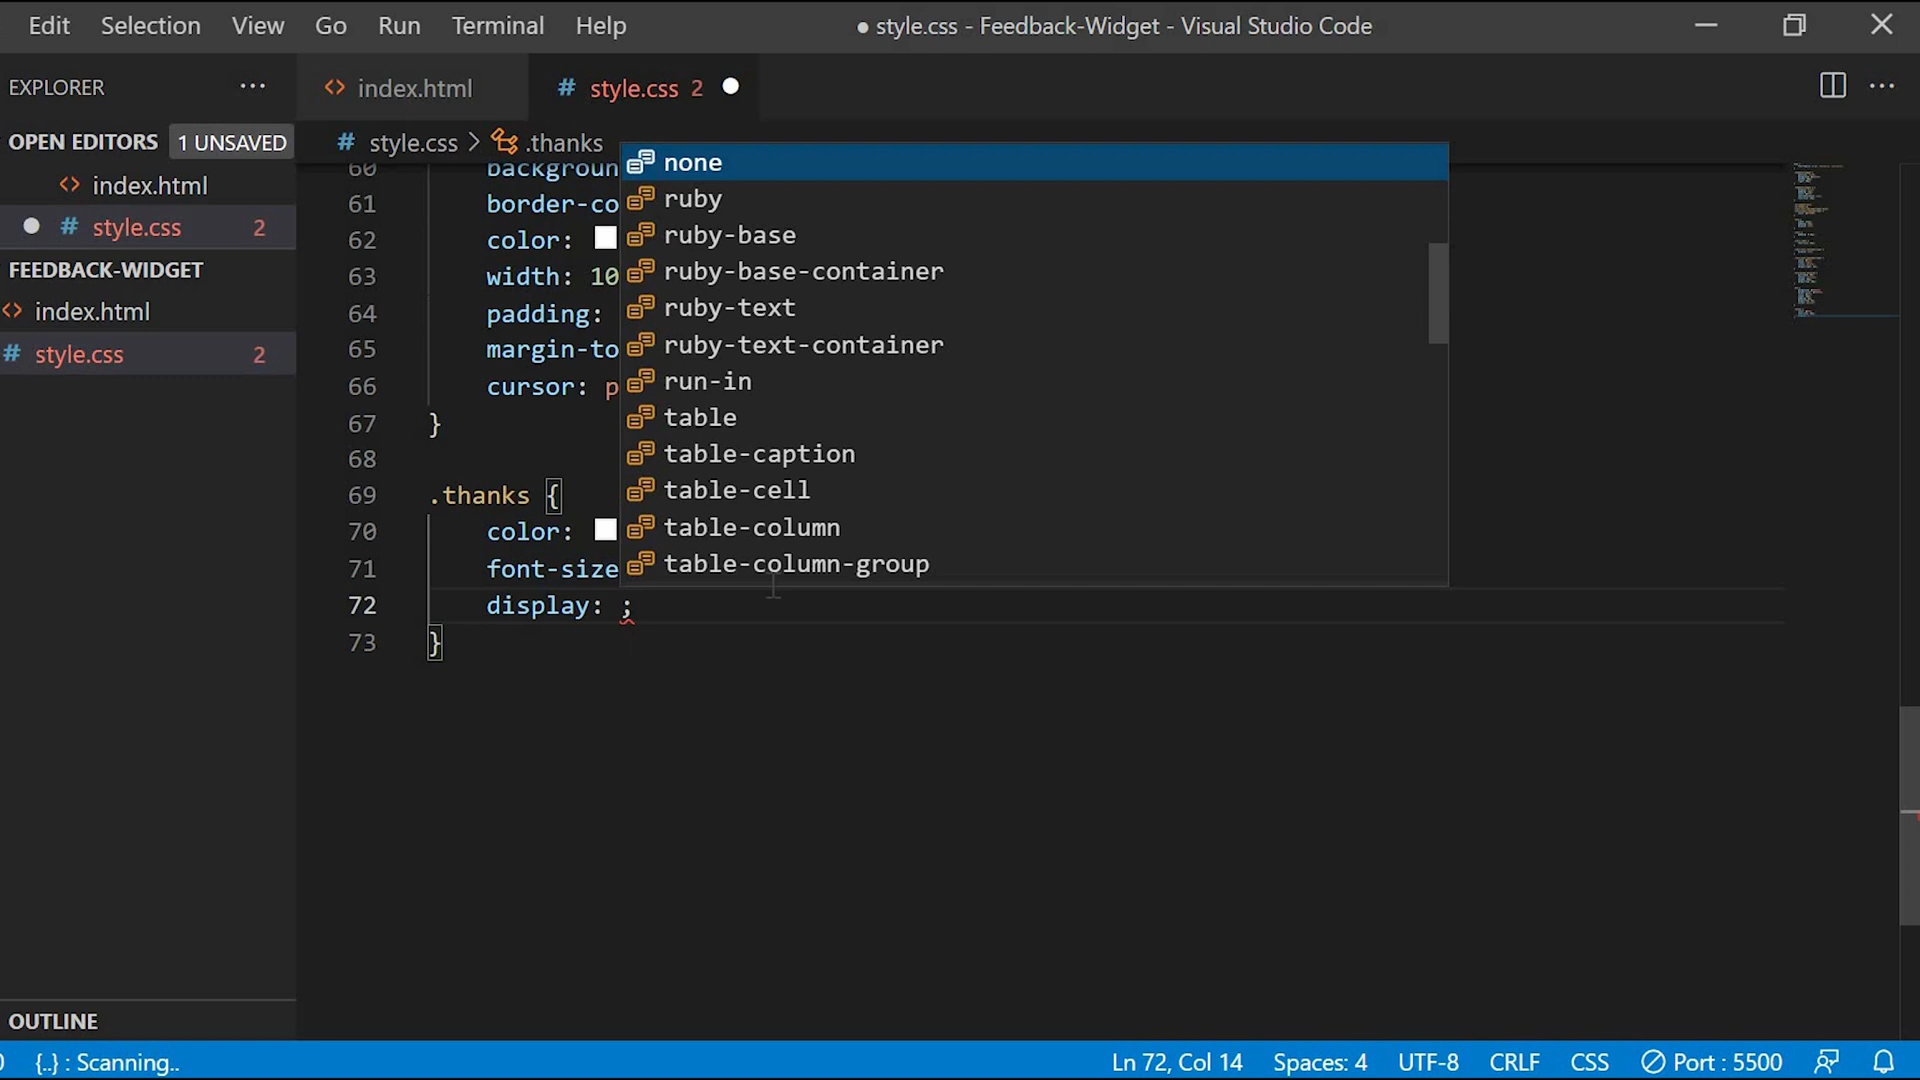 Edit Selection View Go Run Terminal Help ● style.css - Feedback-Widget - Visual Studio Code
EXPLORER ···
<> index.html
# style.css 2
OPEN EDITORS 1 UNSAVED
<> index.html
# style.css 2
FEEDBACK-WIDGET
<> index.html
# style.css 2
# style.css > .thanks
60 backgroun
61 border-co
62 color:
63 width: 10
64 padding:
65 margin-to
66 cursor: p
67 }
68
69 .thanks {
70 color:
71 font-size
72 display: ;
73 }
none
ruby
ruby-base
ruby-base-container
ruby-text
ruby-text-container
run-in
table
table-caption
table-cell
table-column
table-column-group
OUTLINE
{..} : Scanning.. Ln 72, Col 14 Spaces: 4 UTF-8 CRLF CSS Port : 5500